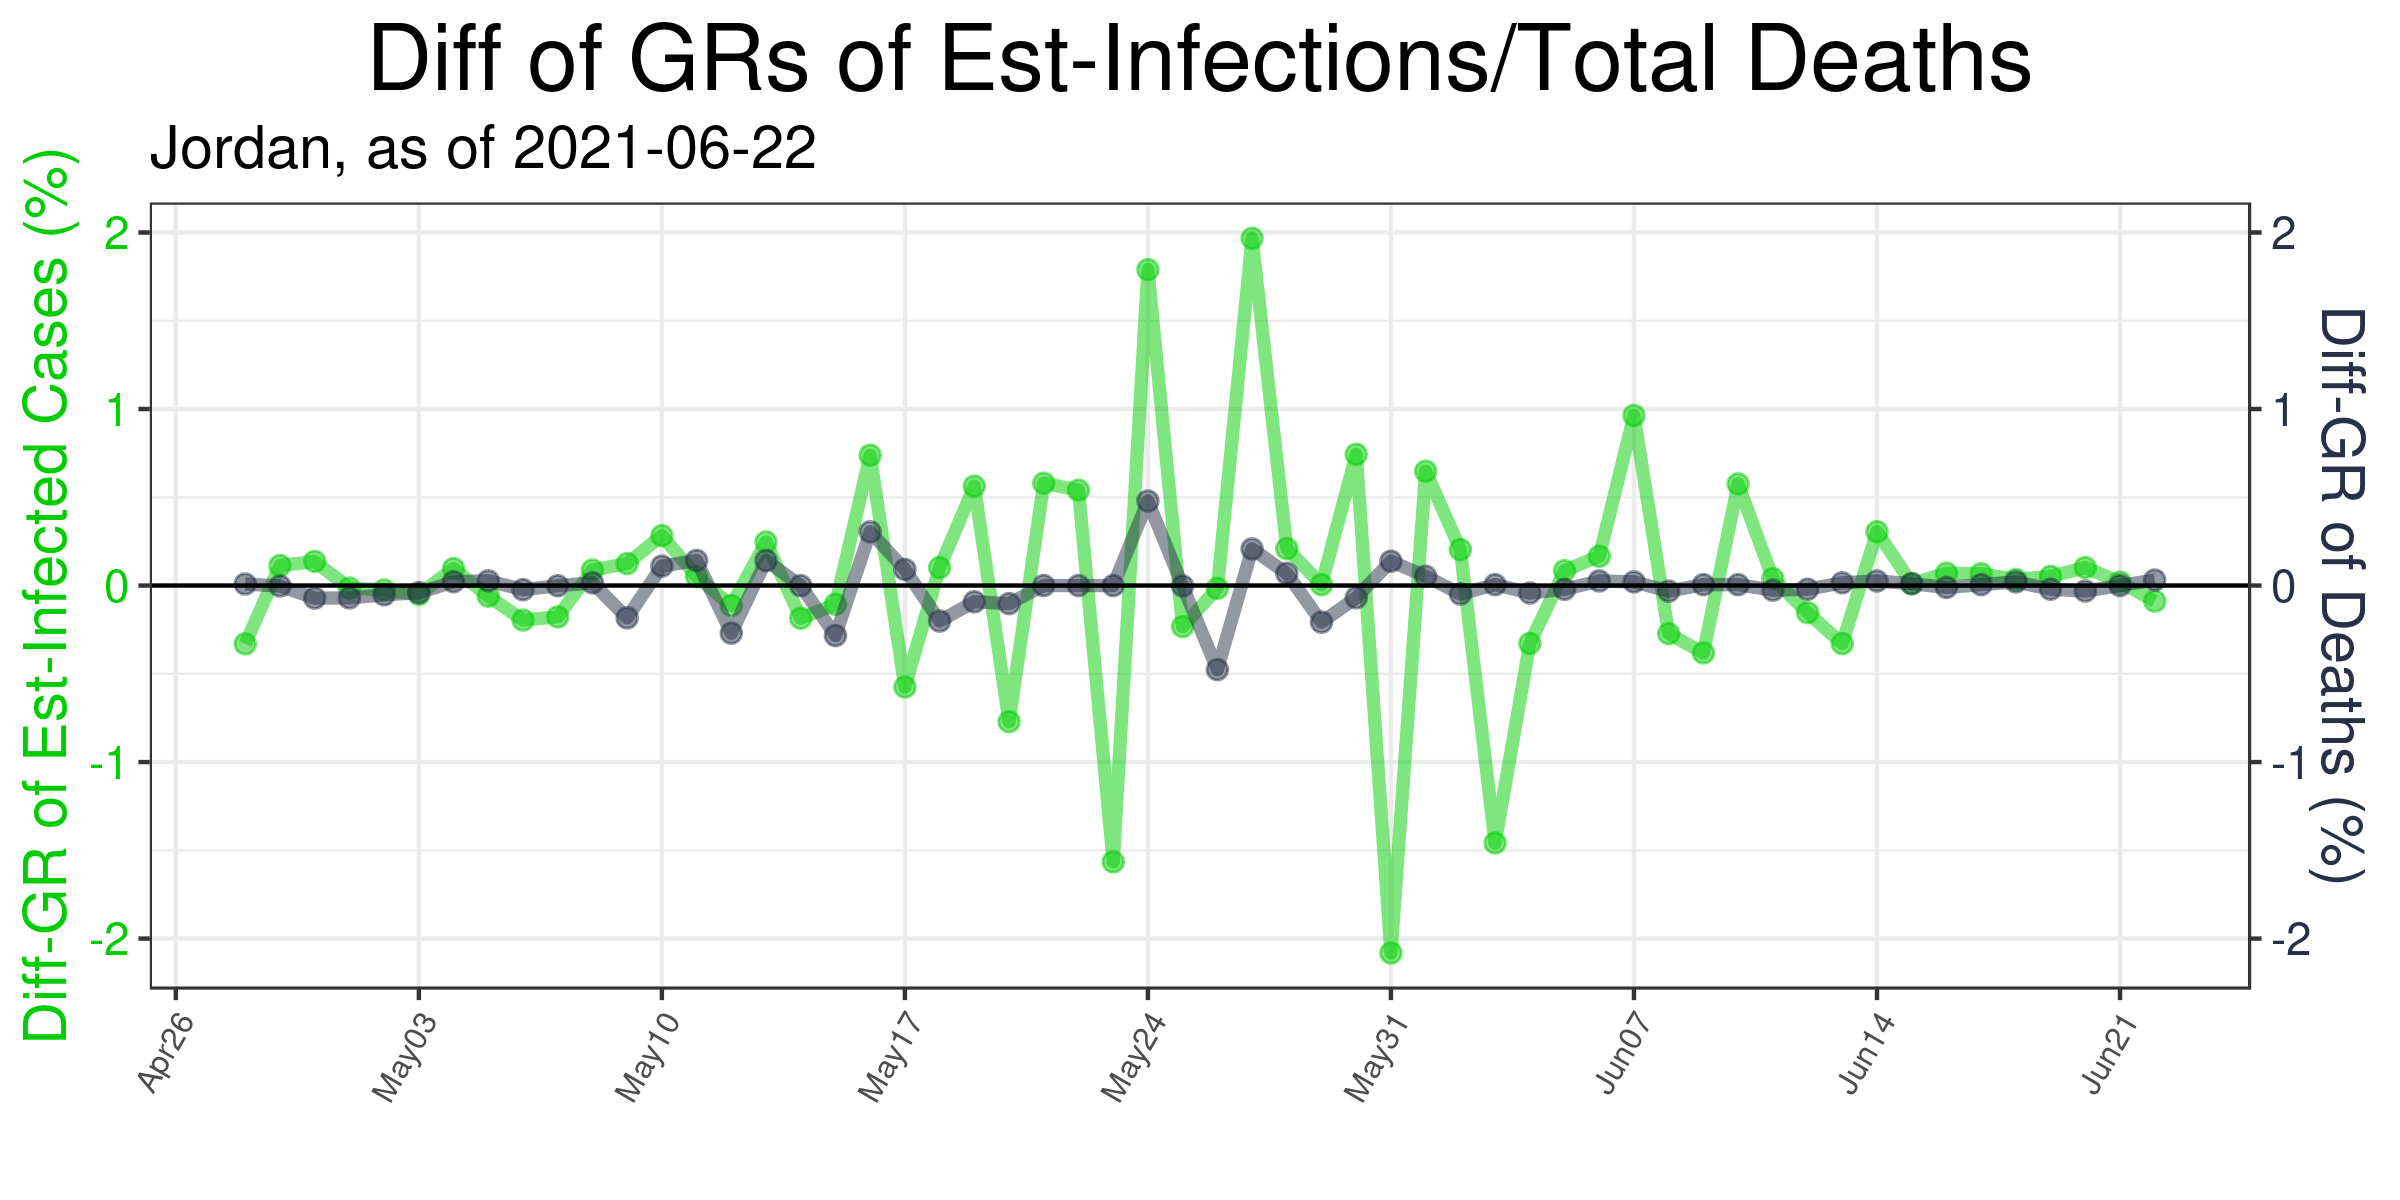 Diff of GRs of Est-Infections/Total Deaths
Jordan, as of 2021-06-22
Diff-GR of Est-Infected Cases (%)
2
1
0
-1
-2
2
1
0
-1
-2
Diff-GR of Deaths (%)
Apr26
May03
May10
May17
May24
May31
Jun07
Jun14
Jun21